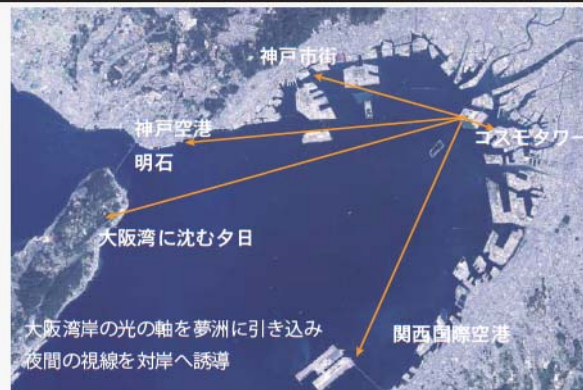 神戸市街
コスモタワー
神戸空港
明石
大阪湾に沈む夕日
関西国際空港
大阪湾岸の光の軸を夢洲に引き込み
夜間の視線を対岸へ誘導